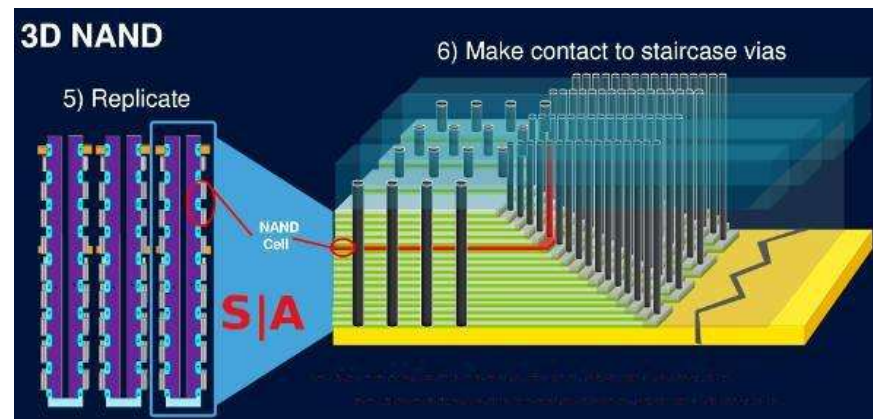 3D NAND
6) Make contact to staircase vias
5) Replicate
NAND
Cell
S|A